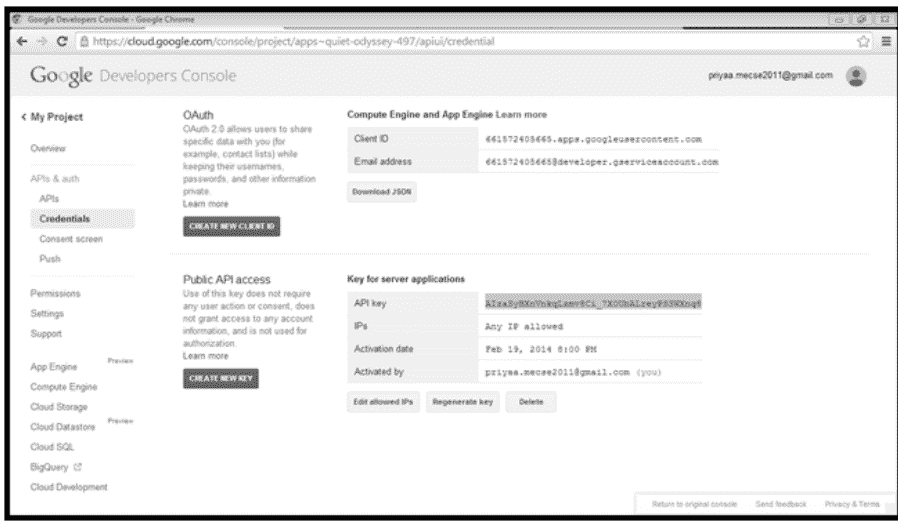 Google Developers Console - Google Chrome
https://cloud.google.com/console/project/apps~quiet-odyssey-497/apiui/credential
Google Developers Console
priyaa.mecse2011@gmail.com
< My Project
Overview
APIs & auth
APIs
Credentials
Consent screen
Push
Permissions
Settings
Support
App Engine Preview
Compute Engine
Cloud Storage
Cloud Datastore Preview
Cloud SQL
BigQuery
Cloud Development
OAuth
OAuth 2.0 allows users to share
specific data with you (for
example, contact lists) while
keeping their usernames,
passwords, and other information
private.
Learn more
CREATE NEW CLIENT ID
Compute Engine and App Engine Learn more
Client ID 661572405665.apps.googleusercontent.com
Email address 661572405665@developer.gserviceaccount.com
Download JSON
Public API access
Use of this key does not require
any user action or consent, does
not grant access to any account
information, and is not used for
authorization.
Learn more
CREATE NEW KEY
Key for server applications
API key
IPs Any IP allowed
Activation date Feb 19, 2014 8:00 PM
Activated by priyaa.mecse2011@gmail.com (you)
Edit allowed IPs Regenerate key Delete
Return to original console Send feedback Privacy & Terms